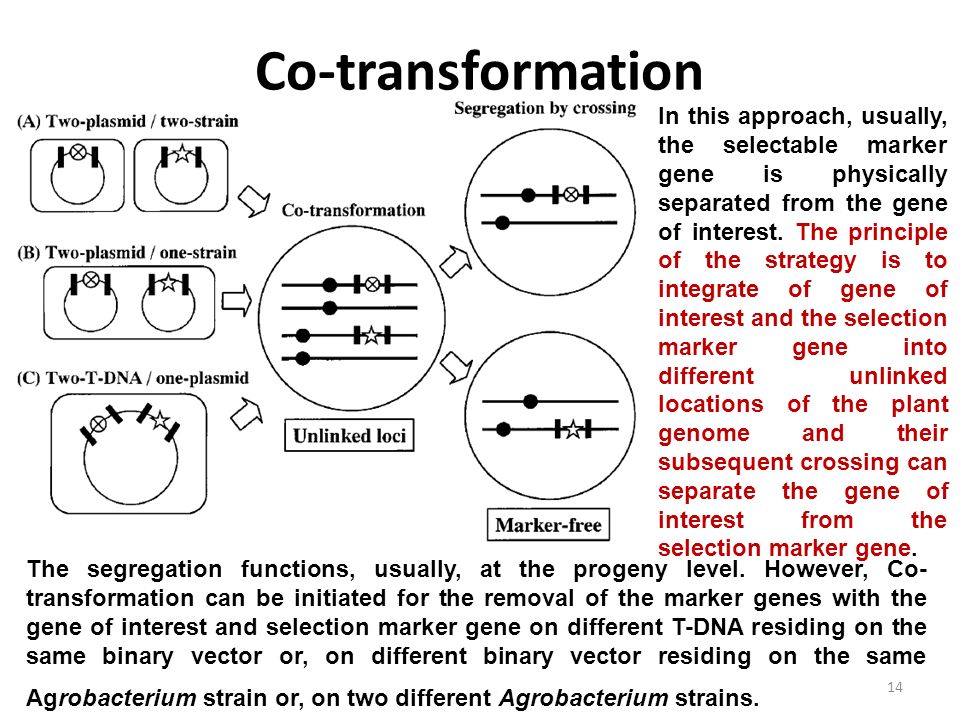 Co-transformation
(A) Two-plasmid / two-strain
(B) Two-plasmid / one-strain
(C) Two-T-DNA / one-plasmid
Co-transformation
Unlinked loci
Segregation by crossing
Marker-free
In this approach, usually,
the selectable marker
gene is physically
separated from the gene
of interest. The principle
of the strategy is to
integrate of gene of
interest and the selection
marker gene into
different unlinked
locations of the plant
genome and their
subsequent crossing can
separate the gene of
interest from the
selection marker gene.
The segregation functions, usually, at the progeny level. However, Co-
transformation can be initiated for the removal of the marker genes with the
gene of interest and selection marker gene on different T-DNA residing on the
same binary vector or, on different binary vector residing on the same
Agrobacterium strain or, on two different Agrobacterium strains.
14